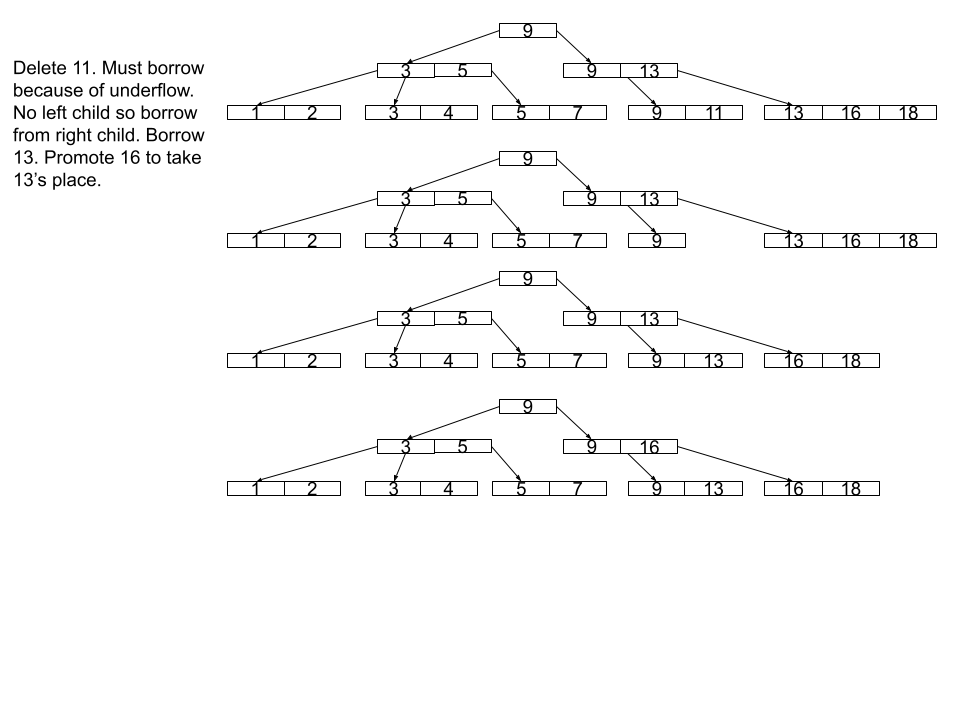 Delete 11. Must borrow
because of underflow.
No left child so borrow
from right child. Borrow
13. Promote 16 to take
13's place.
9
3 5 9 13
1 2 3 4 5 7 9 11 13 16 18
9
3 5 9 13
1 2 3 4 5 7 9 13 16 18
9
3 5 9 13
1 2 3 4 5 7 9 13 16 18
9
3 5 9 16
1 2 3 4 5 7 9 13 16 18